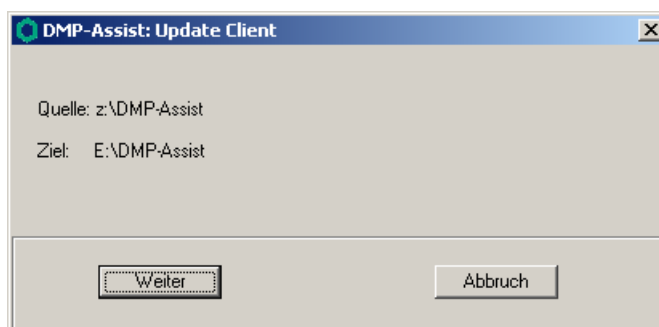 DMP-Assist: Update Client
Quelle: z:\DMP-Assist
Ziel: E:\DMP-Assist
Weiter Abbruch